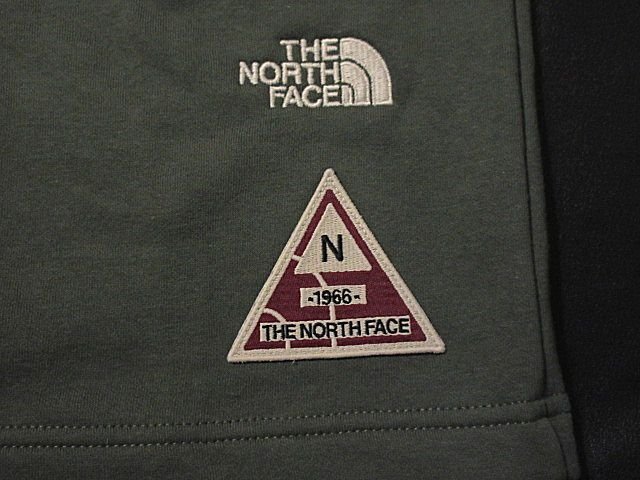 THE
NORTH
FACE
N
-1966-
THE NORTH FACE